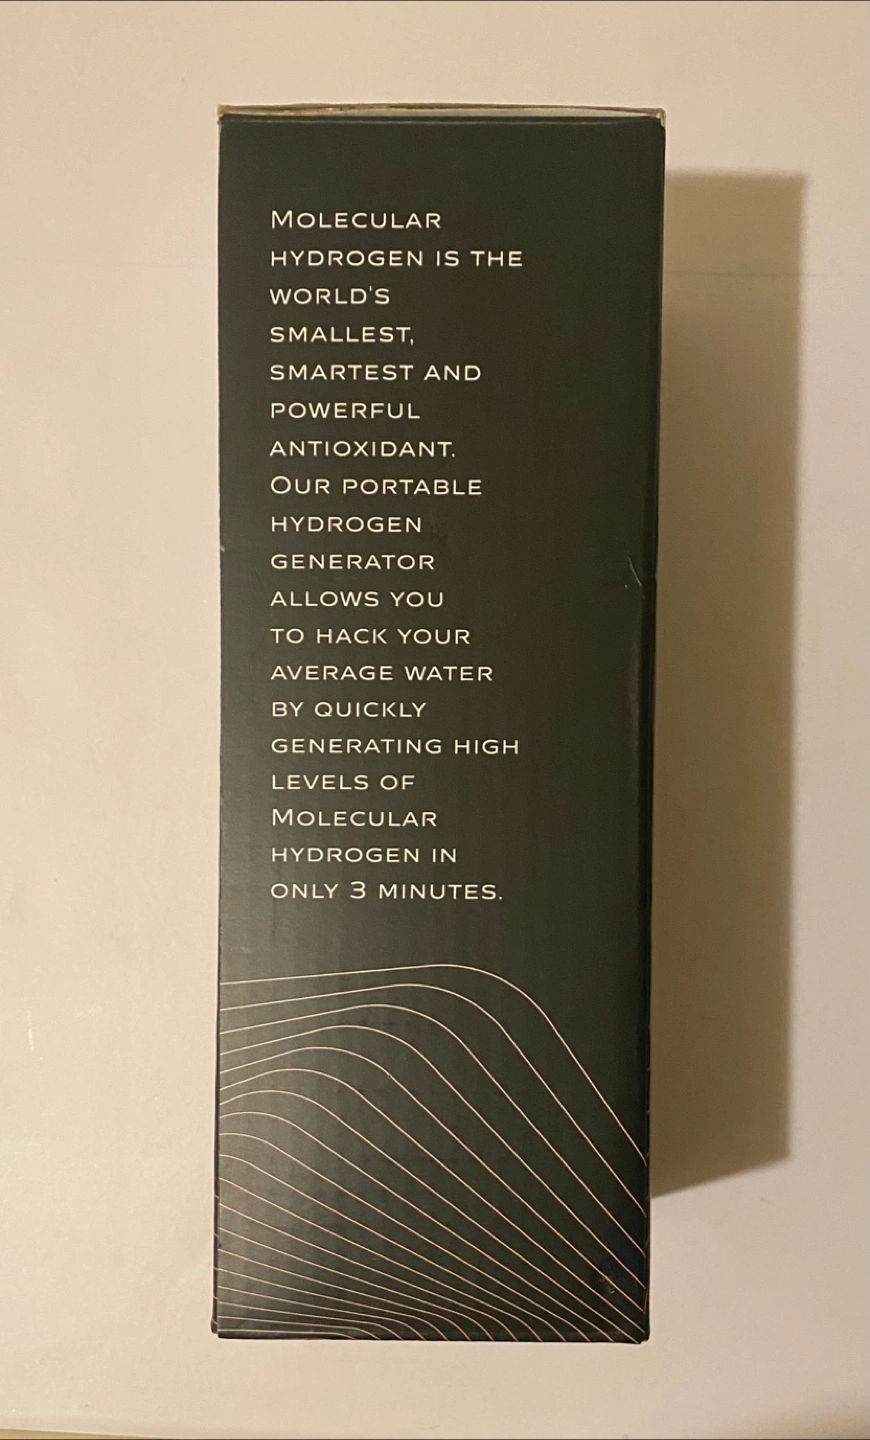 Molecular
hydrogen is the
world's
smallest,
smartest and
powerful
antioxidant.
Our portable
hydrogen
generator
allows you
to hack your
average water
by quickly
generating high
levels of
Molecular
hydrogen in
only 3 minutes.